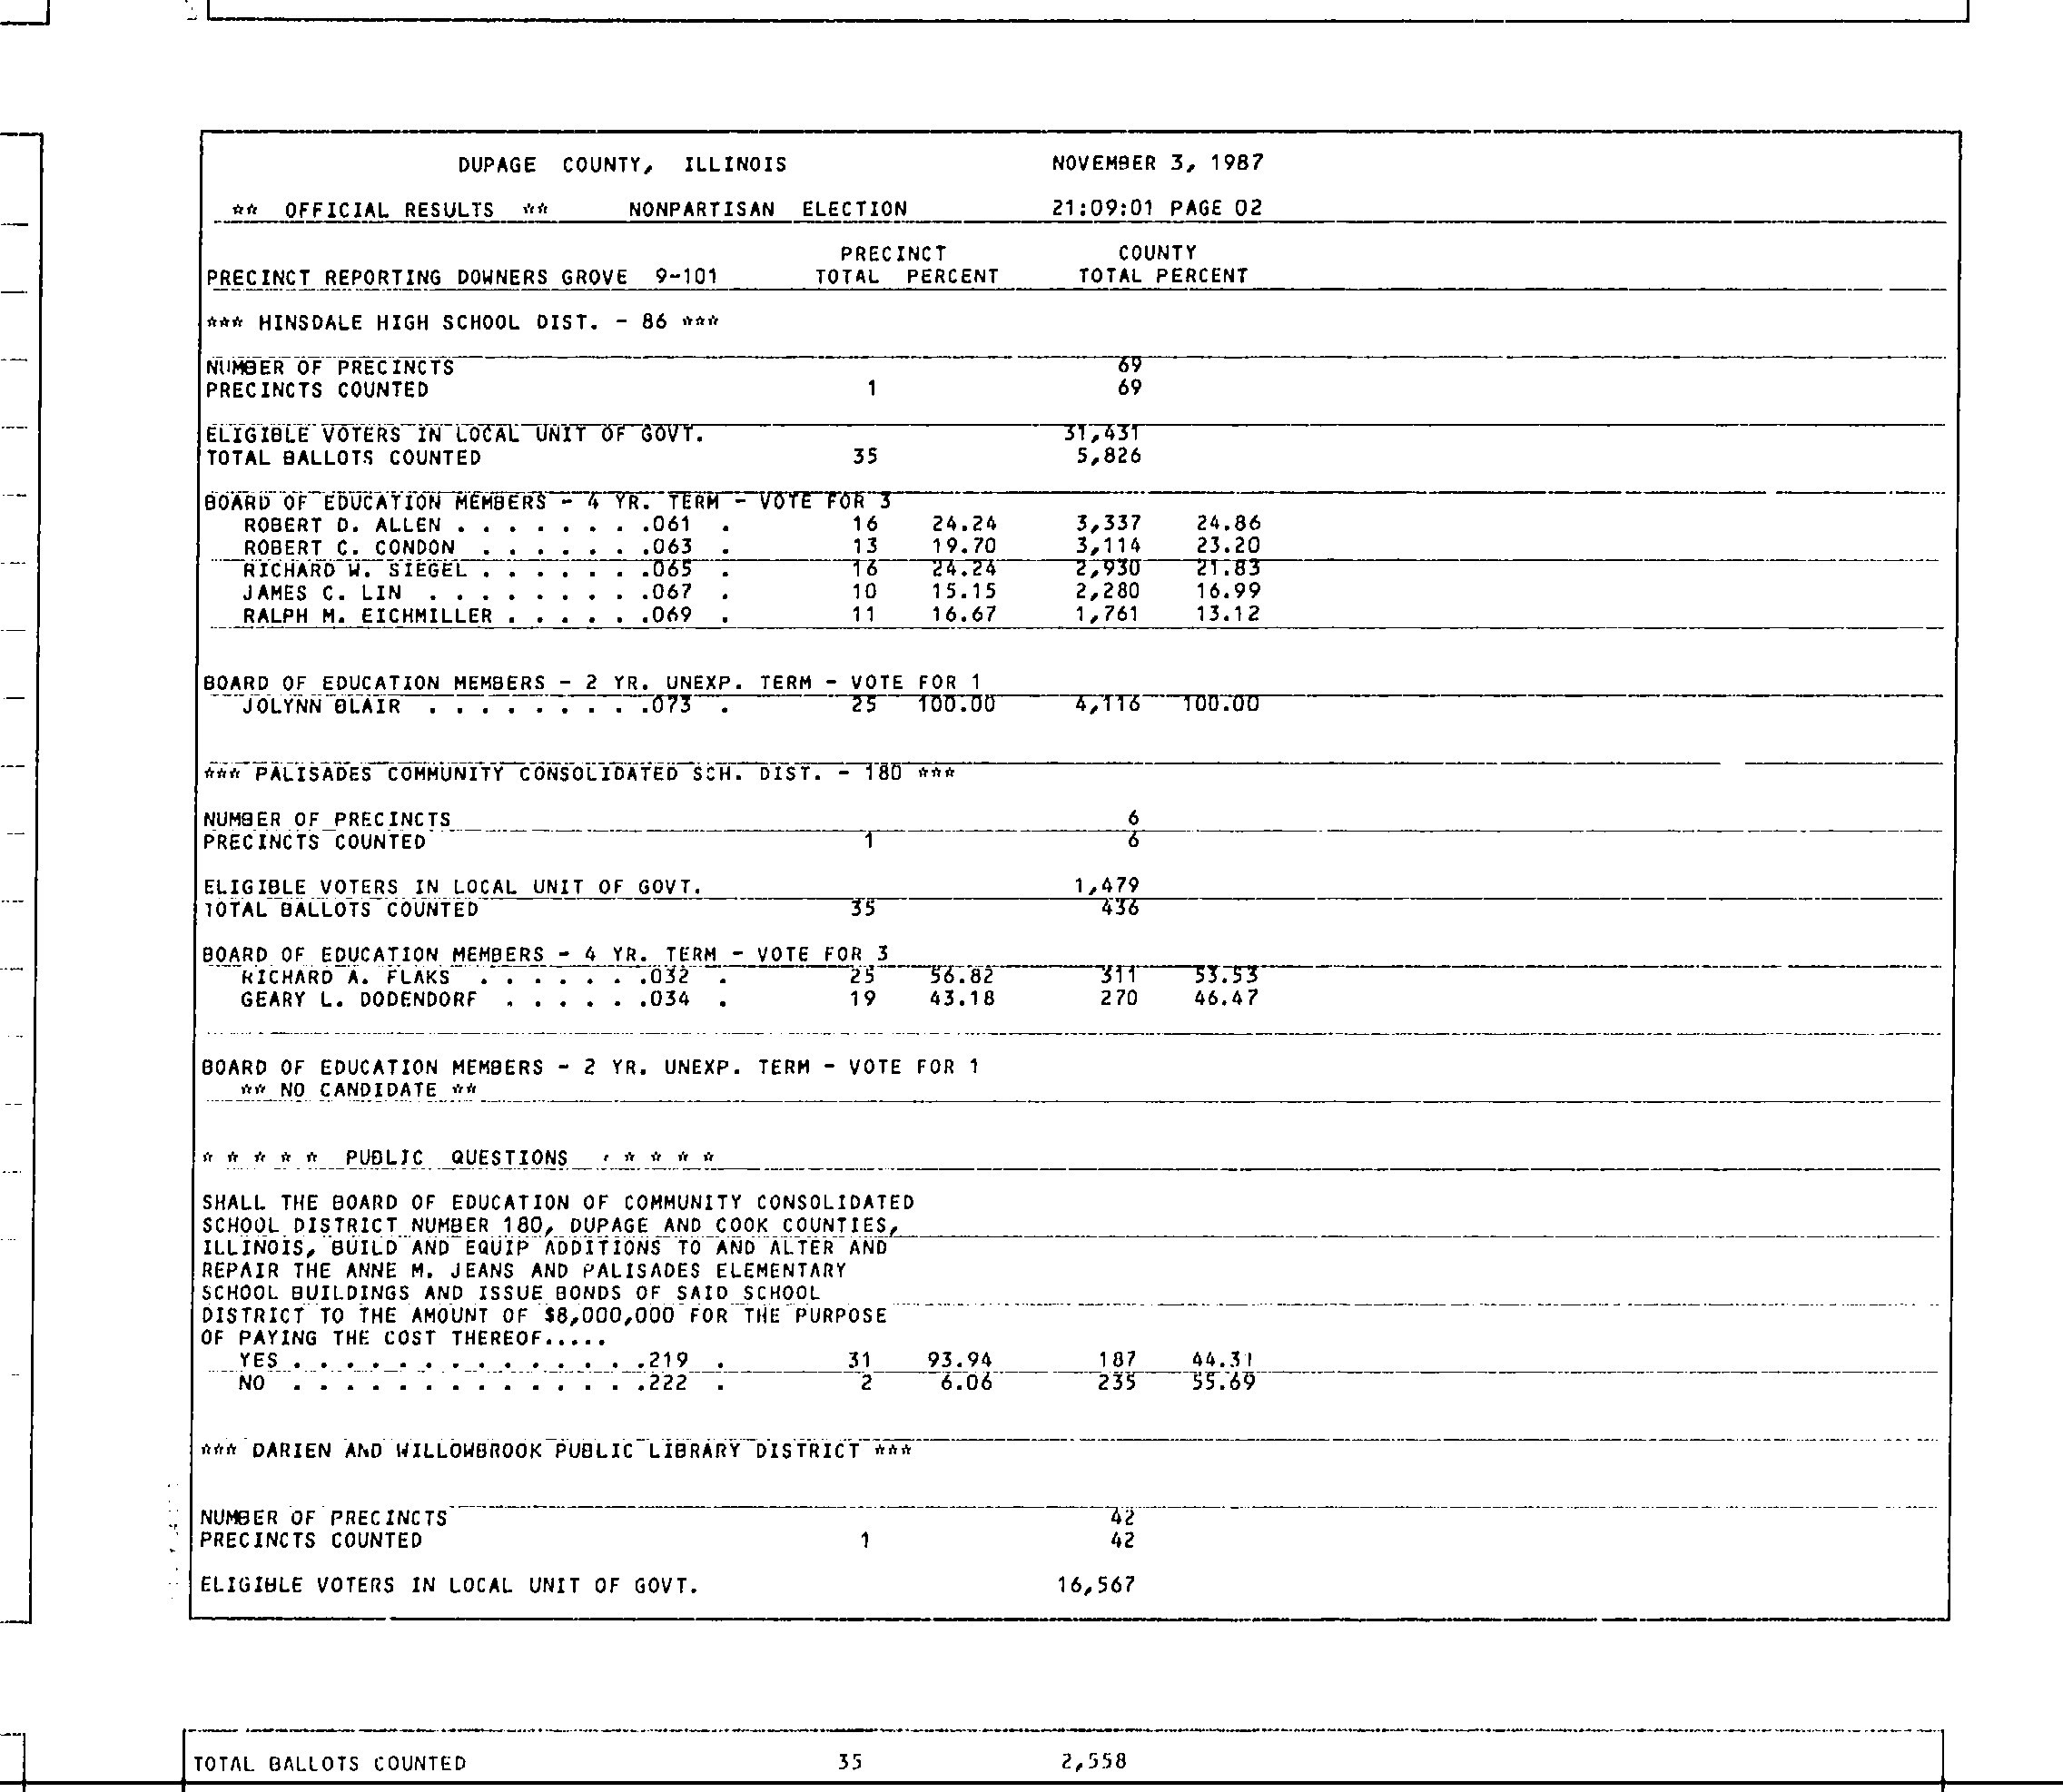 DUPAGE COUNTY, ILLINOIS NOVEMBER 3, 1987
** OFFICIAL RESULTS ** NONPARTISAN ELECTION 21:09:01 PAGE 02
PRECINCT COUNTY
PRECINCT REPORTING DOWNERS GROVE 9-101 TOTAL PERCENT TOTAL PERCENT
*** HINSDALE HIGH SCHOOL DIST. - 86 ***
NUMBER OF PRECINCTS 69
PRECINCTS COUNTED 1 69
ELIGIBLE VOTERS IN LOCAL UNIT OF GOVT. 31,431
TOTAL BALLOTS COUNTED 35 5,826
BOARD OF EDUCATION MEMBERS - 4 YR. TERM - VOTE FOR 3
ROBERT D. ALLEN . . . . . . . .061 . 16 24.24 3,337 24.86
ROBERT C. CONDON . . . . . . .063 . 13 19.70 3,114 23.20
RICHARD W. SIEGEL . . . . . . .065 . 16 24.24 2,930 21.83
JAMES C. LIN . . . . . . . . .067 . 10 15.15 2,280 16.99
RALPH M. EICHMILLER . . . . . .069 . 11 16.67 1,761 13.12
BOARD OF EDUCATION MEMBERS - 2 YR. UNEXP. TERM - VOTE FOR 1
JOLYNN BLAIR . . . . . . . . .073 . 25 100.00 4,116 100.00
*** PALISADES COMMUNITY CONSOLIDATED SCH. DIST. - 180 ***
NUMBER OF PRECINCTS 6
PRECINCTS COUNTED 1 6
ELIGIBLE VOTERS IN LOCAL UNIT OF GOVT. 1,479
TOTAL BALLOTS COUNTED 35 436
BOARD OF EDUCATION MEMBERS - 4 YR. TERM - VOTE FOR 3
RICHARD A. FLAKS . . . . . . .032 . 25 56.82 311 53.53
GEARY L. DODENDORF . . . . . .034 . 19 43.18 270 46.47
BOARD OF EDUCATION MEMBERS - 2 YR. UNEXP. TERM - VOTE FOR 1
** NO CANDIDATE **
* * * * * PUBLIC QUESTIONS * * * * *
SHALL THE BOARD OF EDUCATION OF COMMUNITY CONSOLIDATED
SCHOOL DISTRICT NUMBER 180, DUPAGE AND COOK COUNTIES,
ILLINOIS, BUILD AND EQUIP ADDITIONS TO AND ALTER AND
REPAIR THE ANNE M. JEANS AND PALISADES ELEMENTARY
SCHOOL BUILDINGS AND ISSUE BONDS OF SAID SCHOOL
DISTRICT TO THE AMOUNT OF $8,000,000 FOR THE PURPOSE
OF PAYING THE COST THEREOF.....
YES . . . . . . . . . . . . . .219 . 31 93.94 187 44.31
NO . . . . . . . . . . . . . .222 . 2 6.06 235 55.69
*** DARIEN AND WILLOWBROOK PUBLIC LIBRARY DISTRICT ***
NUMBER OF PRECINCTS 42
PRECINCTS COUNTED 1 42
ELIGIBLE VOTERS IN LOCAL UNIT OF GOVT. 16,567
TOTAL BALLOTS COUNTED 35 2,558